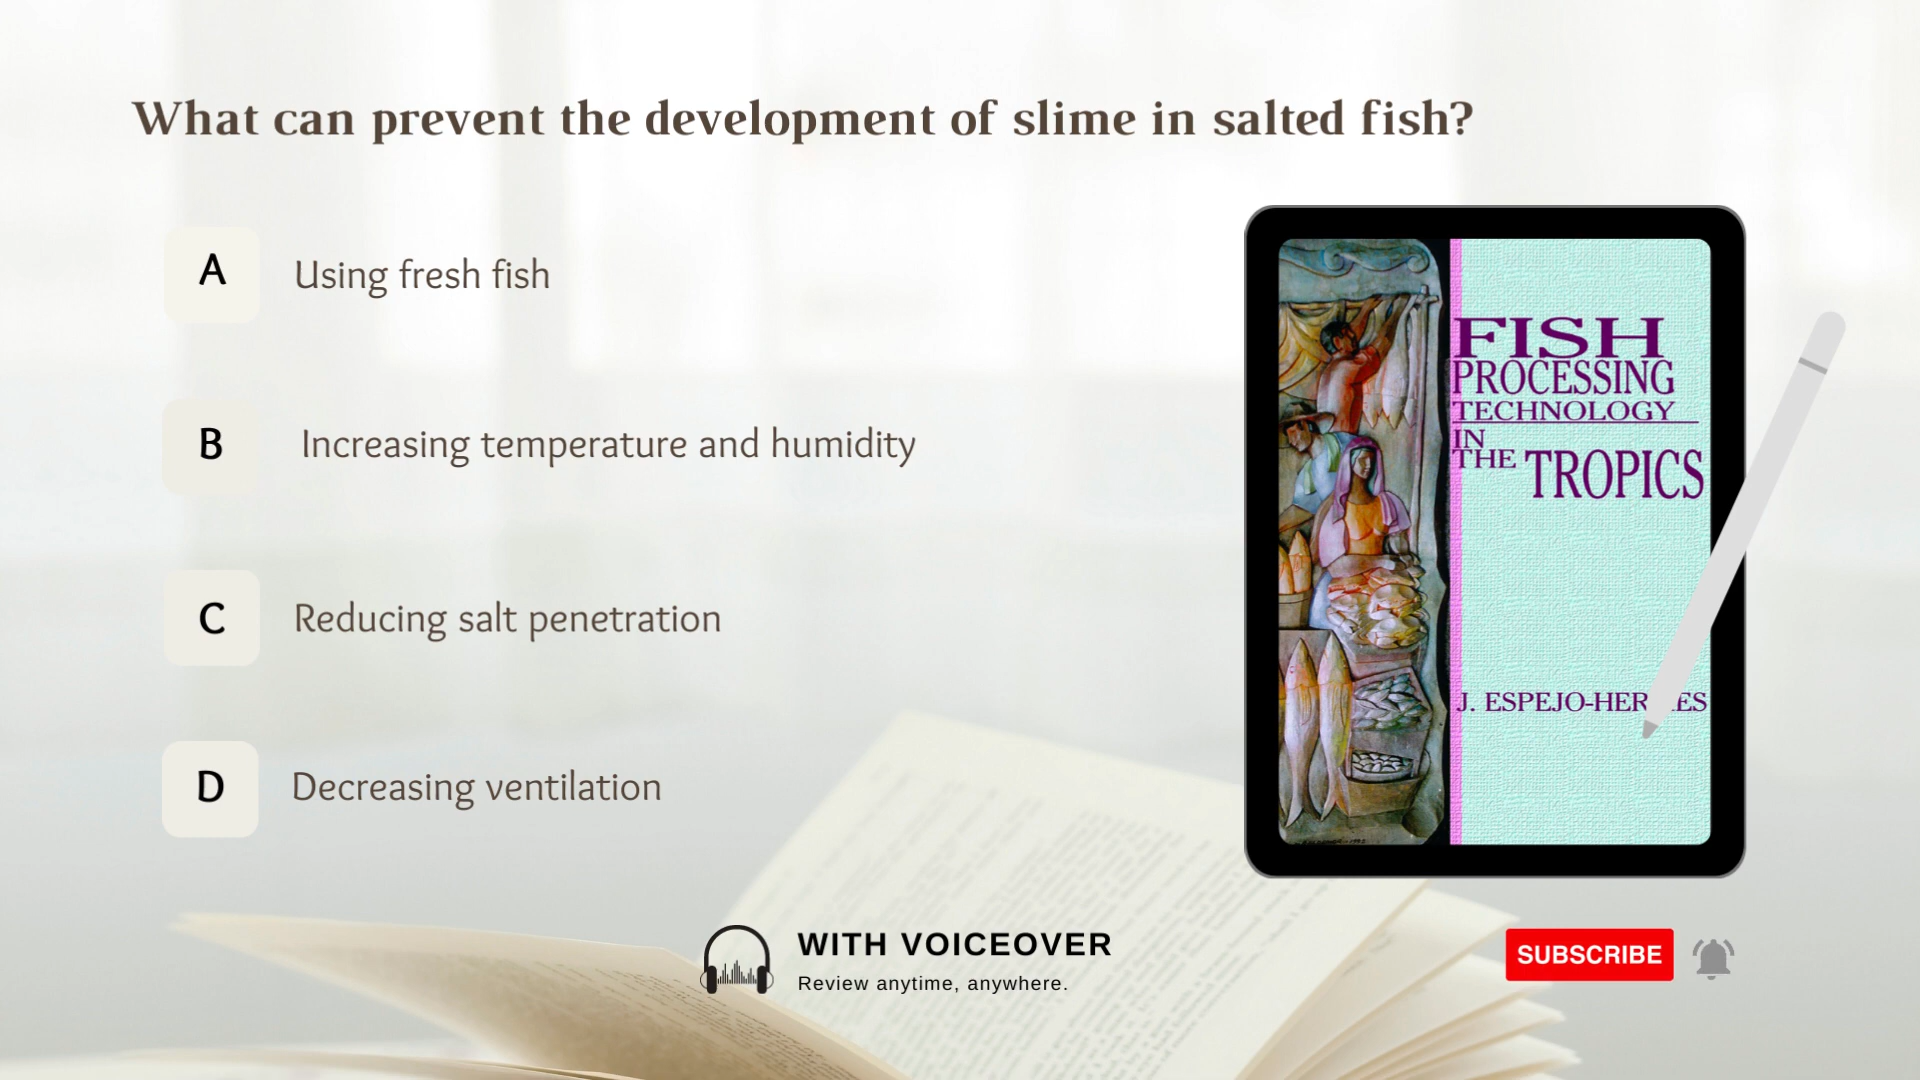 What can prevent the development of slime in salted fish?
A
Using fresh fish
B
Increasing temperature and humidity
C
Reducing salt penetration
D
Decreasing ventilation
FISH
PROCESSING
TECHNOLOGY
IN
THE TROPICS
WITH VOICEOVER
Review anytime, anywhere.
SUBSCRIBE
J. ESPEJO-